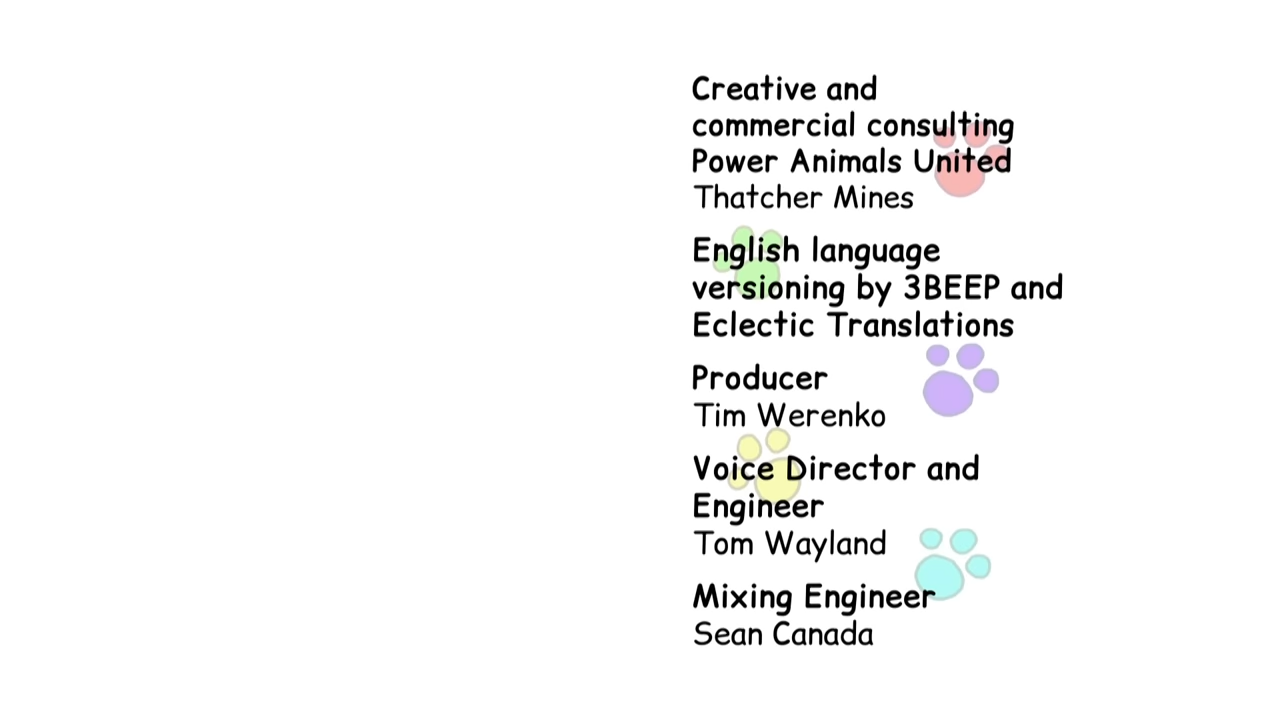 Creative and
commercial consulting
Power Animals United
Thatcher Mines
English language
versioning by 3BEEP and
Eclectic Translations
Producer
Tim Werenko
Voice Director and
Engineer
Tom Wayland
Mixing Engineer
Sean Canada